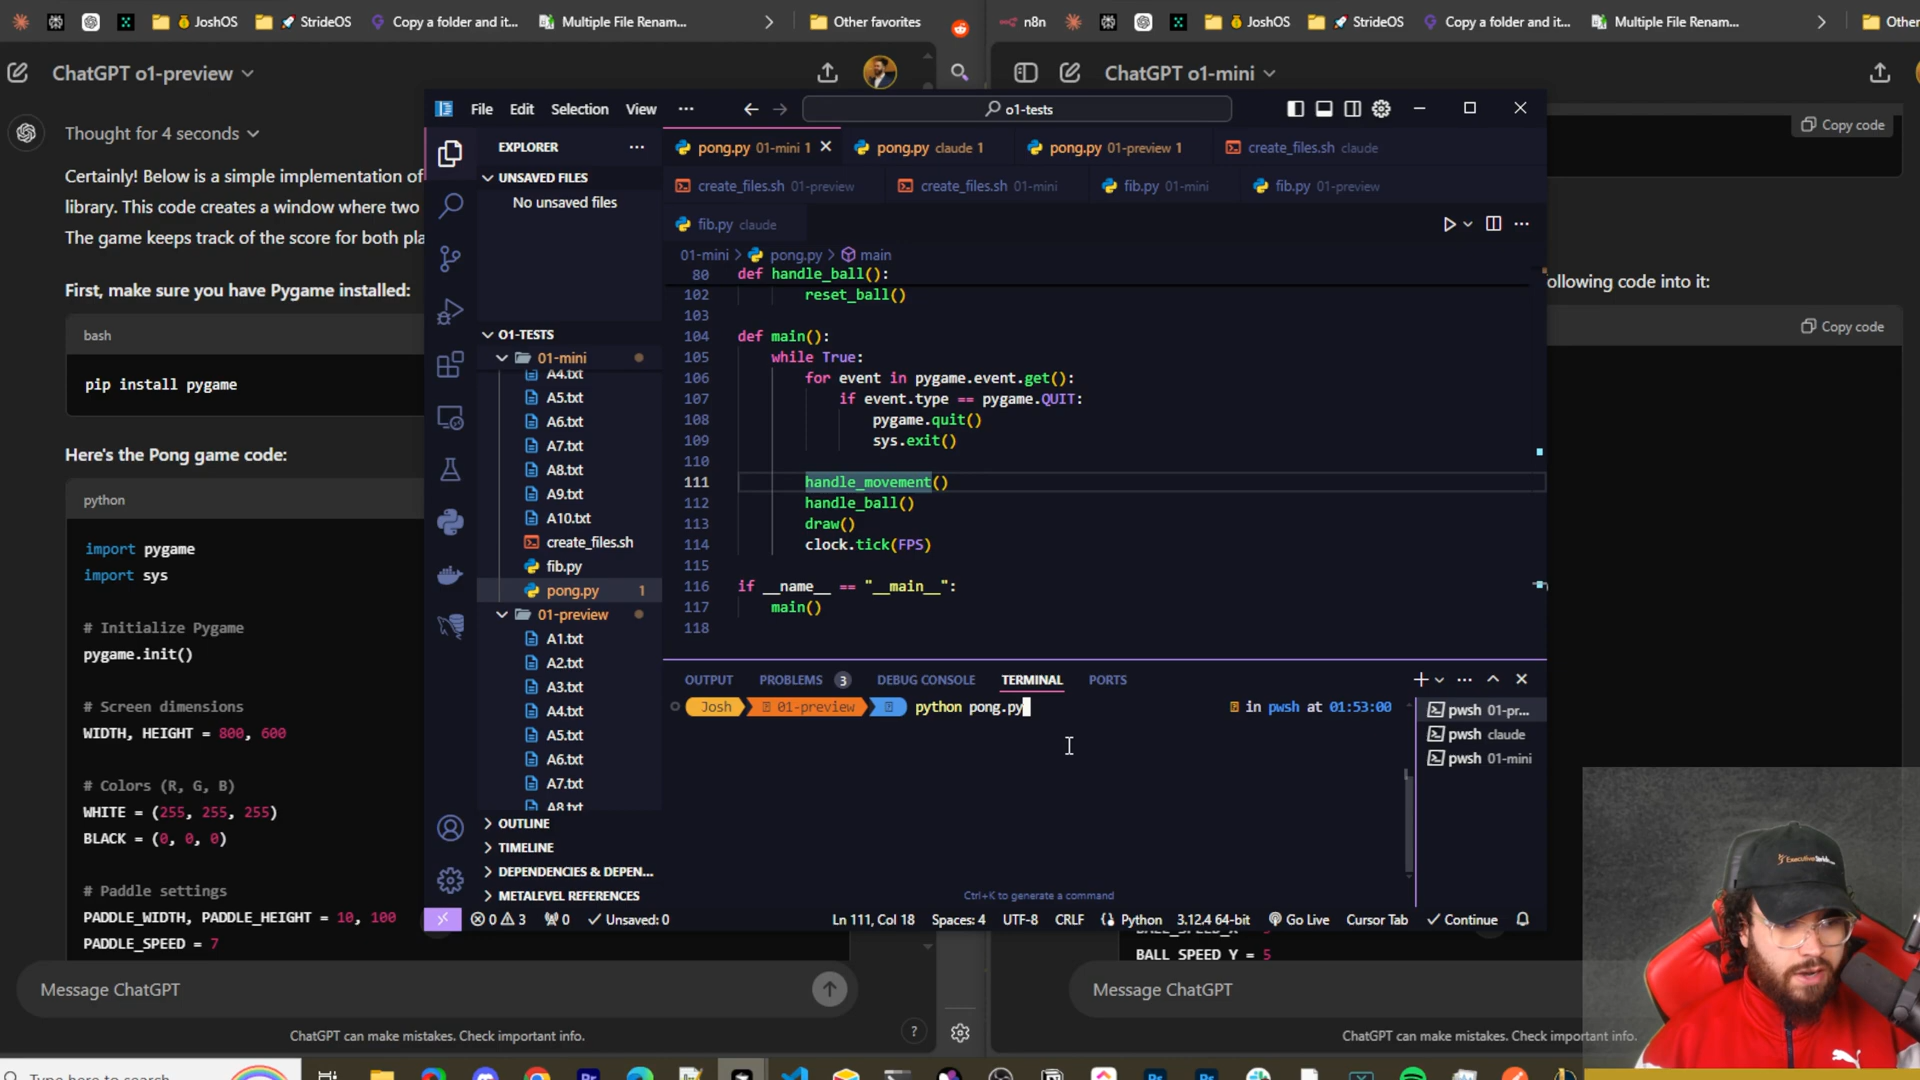 JoshOS
StrideOS
Copy a folder and it...
Multiple File Renam...
Other favorites
n8n
JoshOS
StrideOS
Copy a folder and it...
Multiple File Renam...
Other
ChatGPT o1-preview
ChatGPT o1-mini
Thought for 4 seconds
Certainly! Below is a simple implementation of
library. This code creates a window where two
The game keeps track of the score for both pla
First, make sure you have Pygame installed:
bash
pip install pygame
Here's the Pong game code:
python
import pygame
import sys
# Initialize Pygame
pygame.init()
# Screen dimensions
WIDTH, HEIGHT = 800, 600
# Colors (R, G, B)
WHITE = (255, 255, 255)
BLACK = (0, 0, 0)
# Paddle settings
PADDLE_WIDTH, PADDLE_HEIGHT = 10, 100
PADDLE_SPEED = 7
Message ChatGPT
ChatGPT can make mistakes. Check important info.
?
File Edit Selection View ...
o1-tests
EXPLORER
UNSAVED FILES
No unsaved files
O1-TESTS
01-mini
A4.txt
A5.txt
A6.txt
A7.txt
A8.txt
A9.txt
A10.txt
create_files.sh
fib.py
pong.py 1
01-preview
A1.txt
A2.txt
A3.txt
A4.txt
A5.txt
A6.txt
A7.txt
A8.txt
OUTLINE
TIMELINE
DEPENDENCIES & DEPEN...
METALEVEL REFERENCES
pong.py 01-mini 1
pong.py claude 1
pong.py 01-preview 1
create_files.sh claude
create_files.sh 01-preview
create_files.sh 01-mini
fib.py 01-mini
fib.py 01-preview
fib.py claude
01-mini > pong.py > main
80 def handle_ball():
102 reset_ball()
103
104 def main():
105 while True:
106 for event in pygame.event.get():
107 if event.type == pygame.QUIT:
108 pygame.quit()
109 sys.exit()
110
111 handle_movement()
112 handle_ball()
113 draw()
114 clock.tick(FPS)
115
116 if __name__ == "__main__":
117 main()
118
OUTPUT PROBLEMS 3 DEBUG CONSOLE TERMINAL PORTS
Josh 01-preview python pong.py in pwsh at 01:53:00
pwsh 01-pr...
pwsh claude
pwsh 01-mini
Ctrl+K to generate a command
0 3 0 Unsaved: 0 Ln 111, Col 18 Spaces: 4 UTF-8 CRLF Python 3.12.4 64-bit Go Live Cursor Tab Continue
Copy code
ollowing code into it:
Copy code
BALL_SPEED_Y = 5
Message ChatGPT
ChatGPT can make mistakes. Check important info.
Type here to search